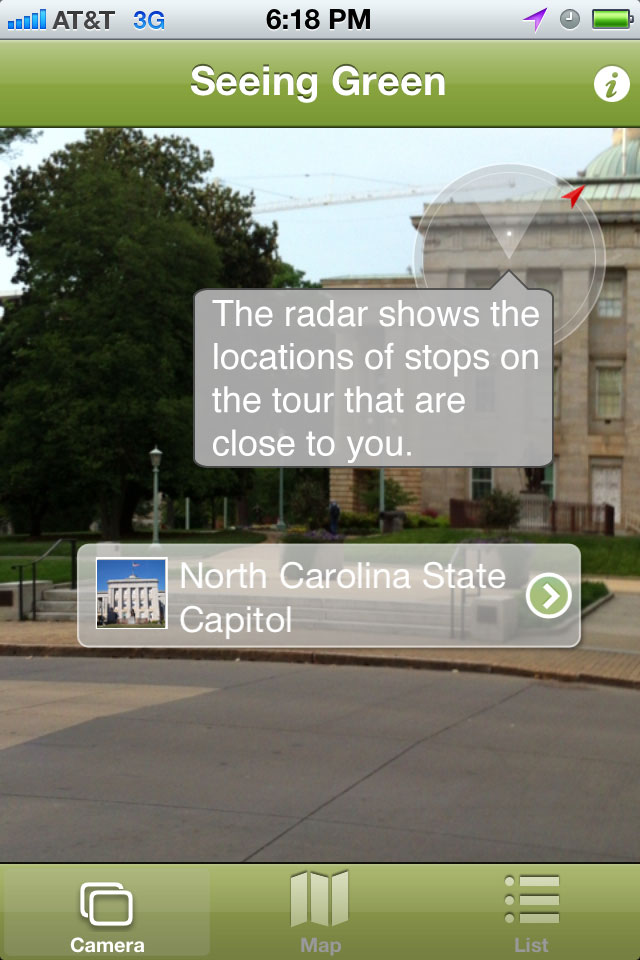 AT&T 3G 6:18 PM
Seeing Green
The radar shows the
locations of stops on
the tour that are
close to you.
North Carolina State
Capitol
Camera Map List